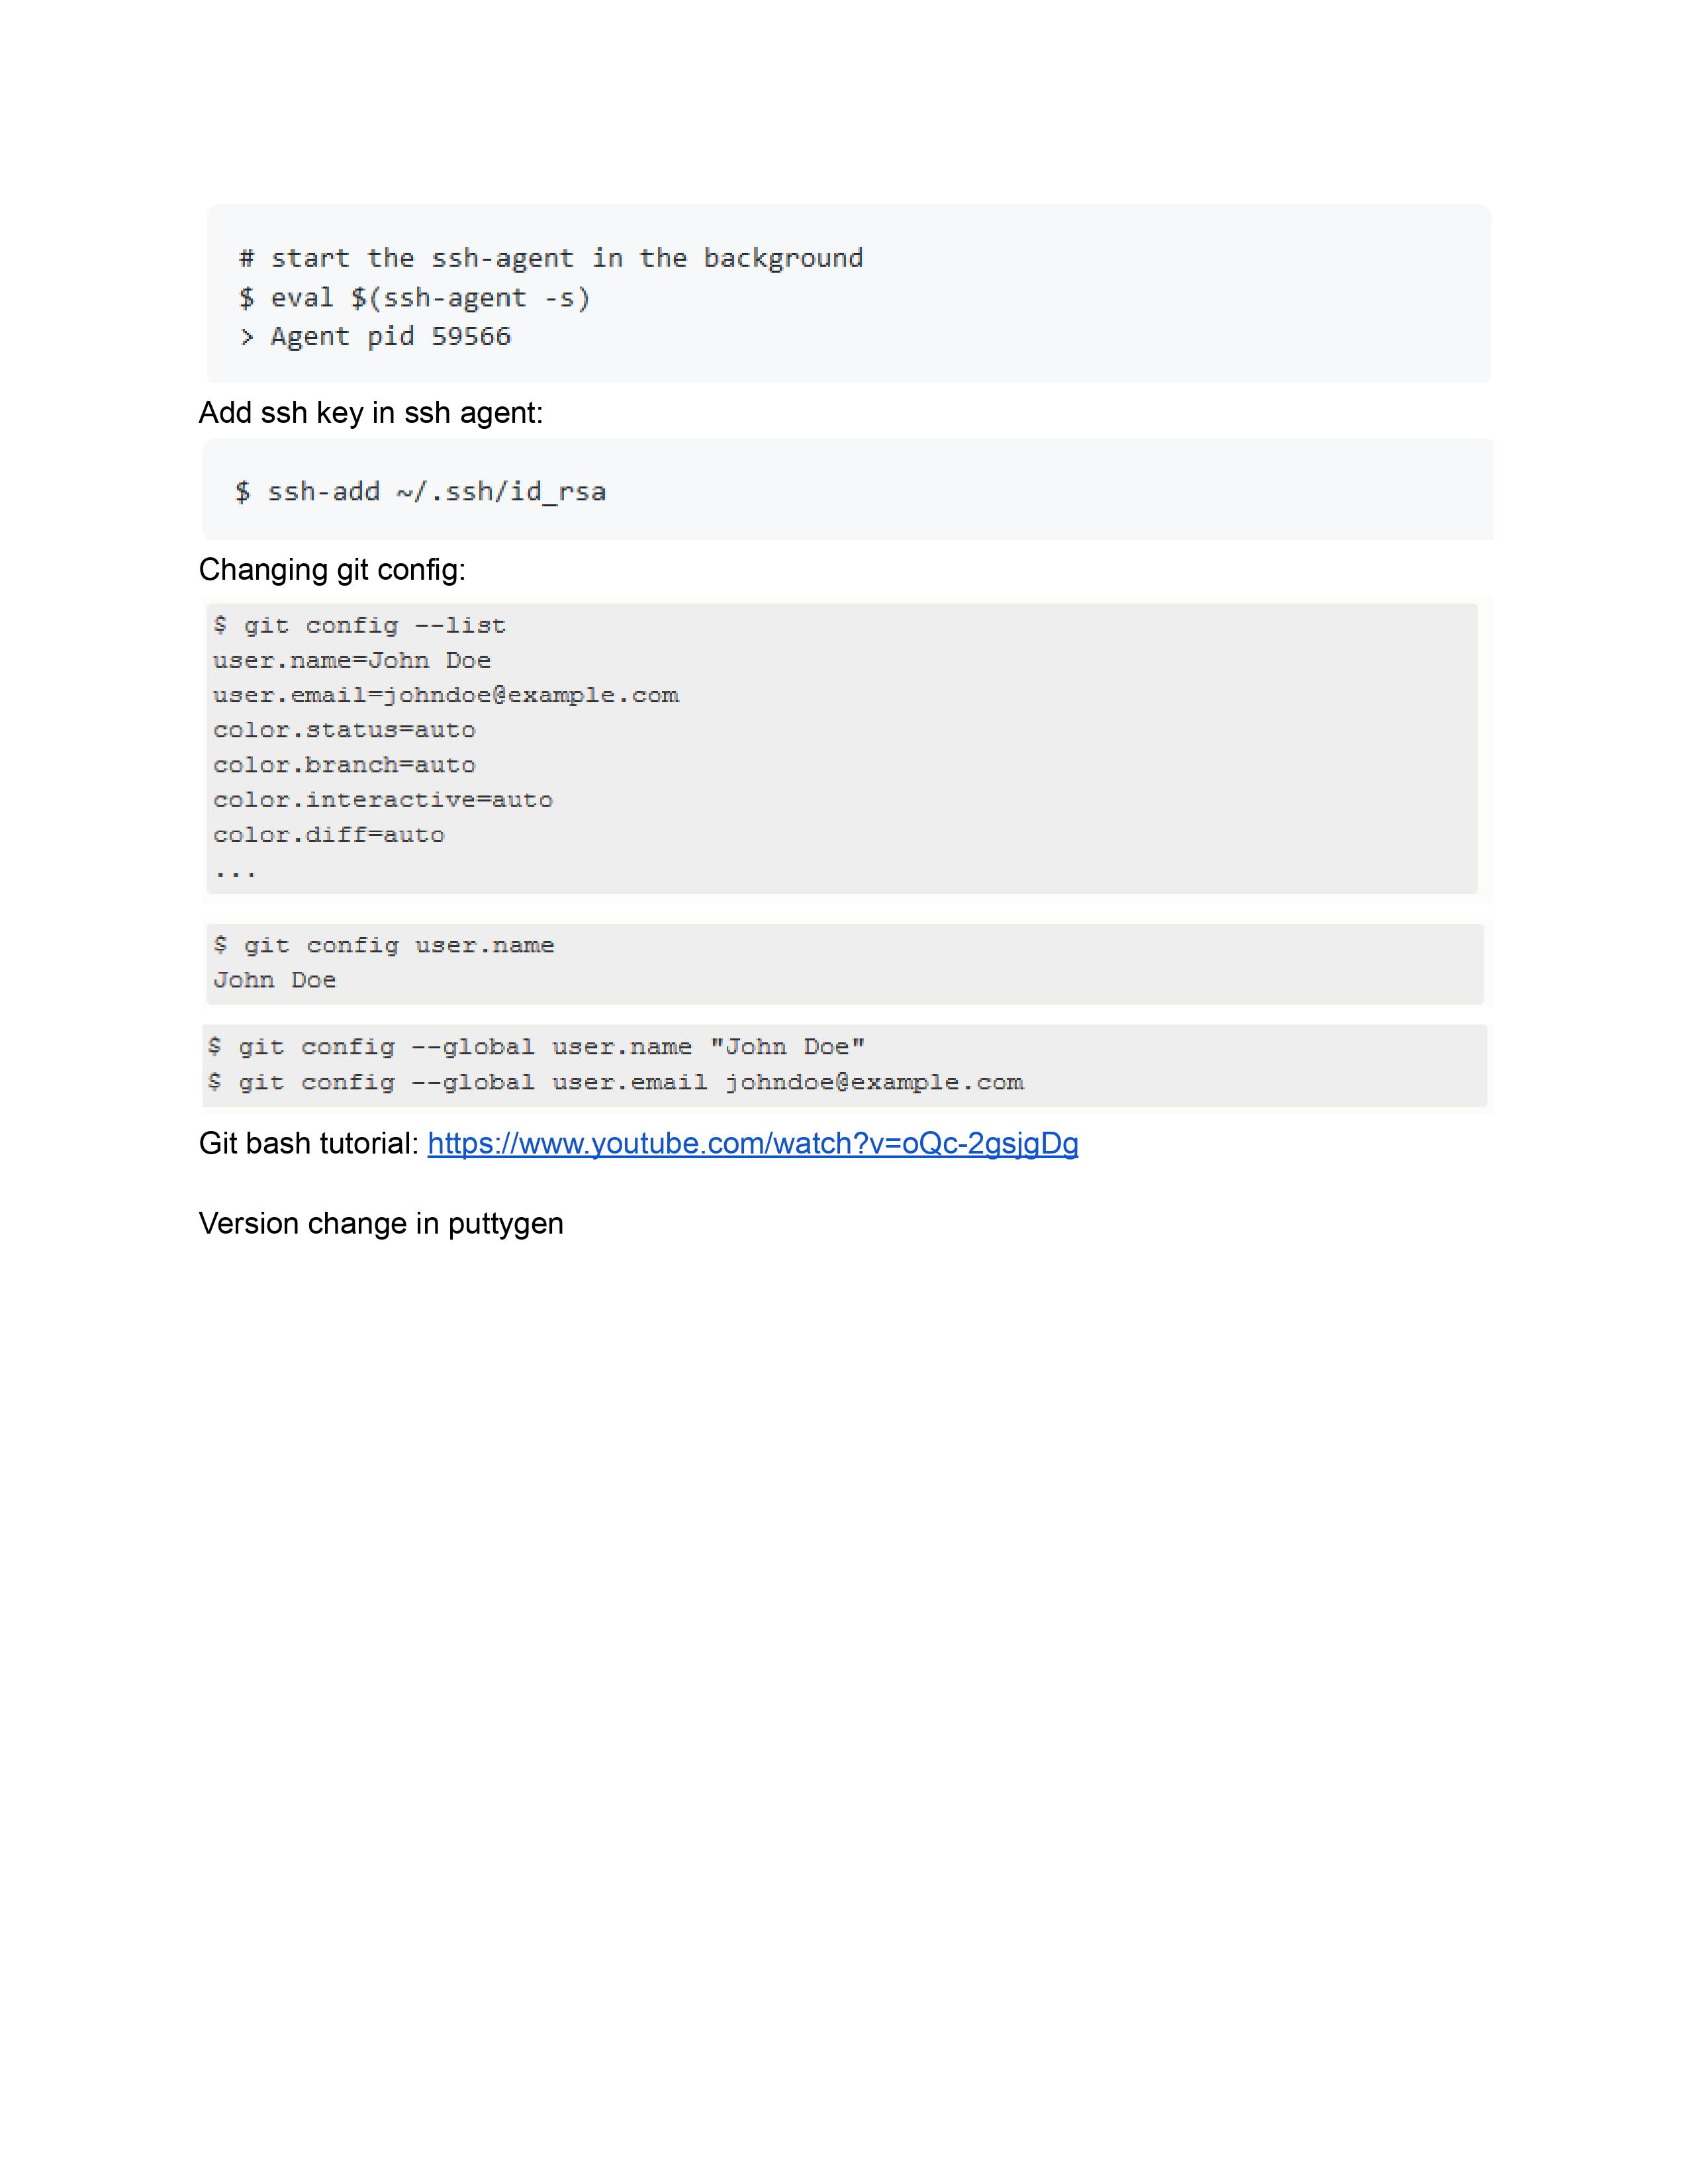 # start the ssh-agent in the background
$ eval $(ssh-agent -s)
> Agent pid 59566
Add ssh key in ssh agent:
$ ssh-add ~/.ssh/id_rsa
Changing git config:
$ git config --list
user.name=John Doe
user.email=johndoe@example.com
color.status=auto
color.branch=auto
color.interactive=auto
color.diff=auto
...
$ git config user.name
John Doe
$ git config --global user.name "John Doe"
$ git config --global user.email johndoe@example.com
Git bash tutorial: https://www.youtube.com/watch?v=oQc-2gsjgDg
Version change in puttygen